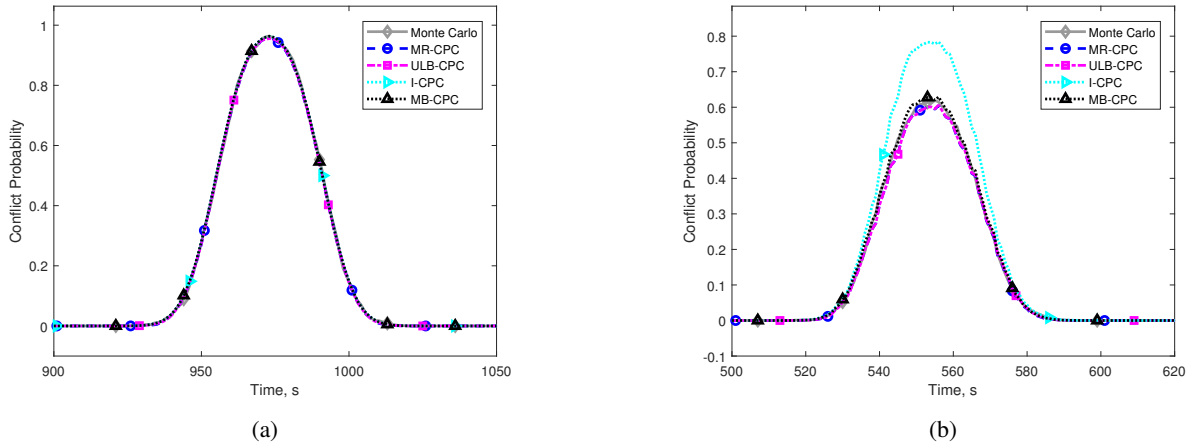 1
0.8
0.6
0.4
0.2
0
Conflict Probability
900
950
1000
1050
Time, s
Monte Carlo
MR-CPC
ULB-CPC
I-CPC
MB-CPC
(a)
0.8
0.7
0.6
0.5
0.4
0.3
0.2
0.1
0
-0.1
Conflict Probability
500
520
540
560
580
600
620
Time, s
Monte Carlo
MR-CPC
ULB-CPC
I-CPC
MB-CPC
(b)